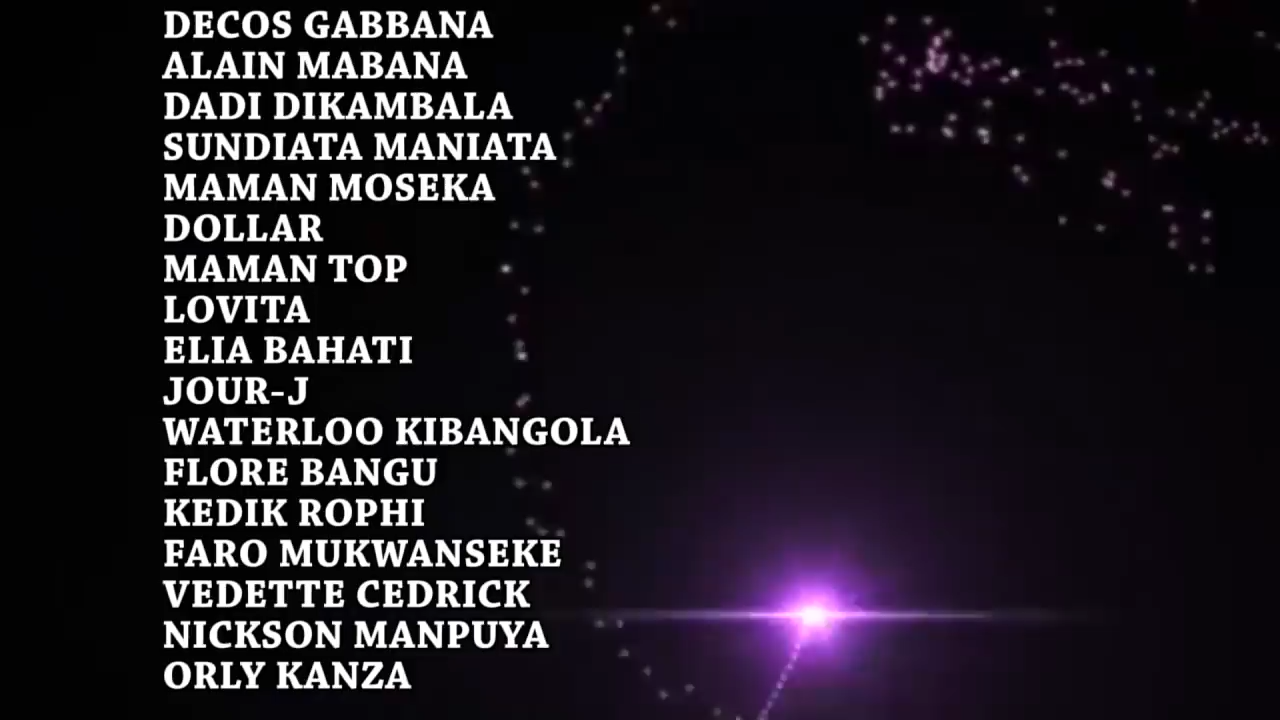 DECOS GABBANA
ALAIN MABANA
DADI DIKAMBALA
SUNDIATA MANIATA
MAMAN MOSEKA
DOLLAR
MAMAN TOP
LOVITA
ELIA BAHATI
JOUR-J
WATERLOO KIBANGOLA
FLORE BANGU
KEDIK ROPHI
FARO MUKWANSEKE
VEDETTE CEDRICK
NICKSON MANPUYA
ORLY KANZA